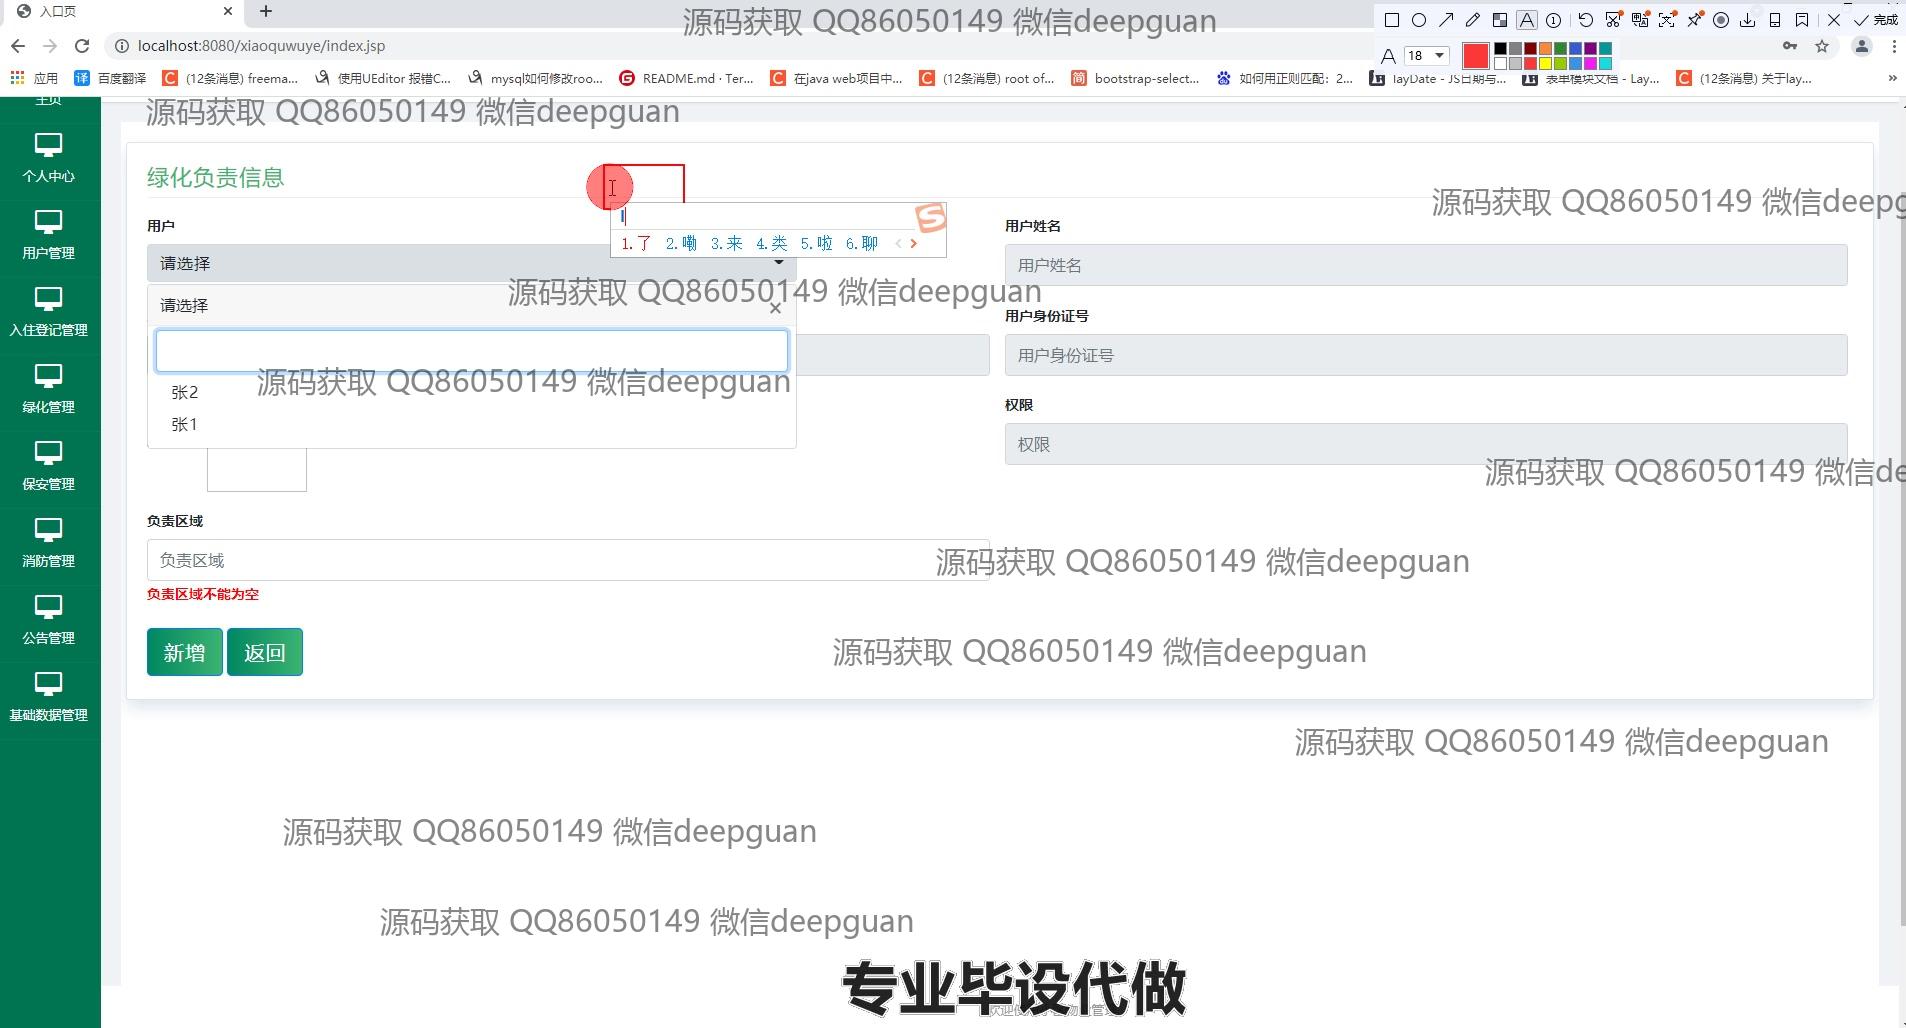 入口页
源码获取 QQ86050149 微信deepguan
完成
localhost:8080/xiaoquwuye/index.jsp
18
应用
百度翻译
(12条消息) freema...
使用UEditor 报错C...
mysql如何修改roo...
README.md · Ter...
在java web项目中...
(12条消息) root of...
bootstrap-select...
如何用正则匹配：2...
layDate - JS日期与...
表单模块文档 - Lay...
(12条消息) 关于lay...
主页
源码获取 QQ86050149 微信deepguan
个人中心
用户管理
入住登记管理
绿化管理
保安管理
消防管理
公告管理
基础数据管理
绿化负责信息
源码获取 QQ86050149 微信deepg
用户
l
1.了 2.嘞 3.来 4.类 5.啦 6.聊
用户姓名
请选择
用户姓名
源码获取 QQ86050149 微信deepguan
请选择
用户身份证号
用户身份证号
源码获取 QQ86050149 微信deepguan
张2
张1
权限
权限
源码获取 QQ86050149 微信de
负责区域
负责区域
源码获取 QQ86050149 微信deepguan
负责区域不能为空
新增 返回
源码获取 QQ86050149 微信deepguan
源码获取 QQ86050149 微信deepguan
源码获取 QQ86050149 微信deepguan
源码获取 QQ86050149 微信deepguan
专业毕设代做